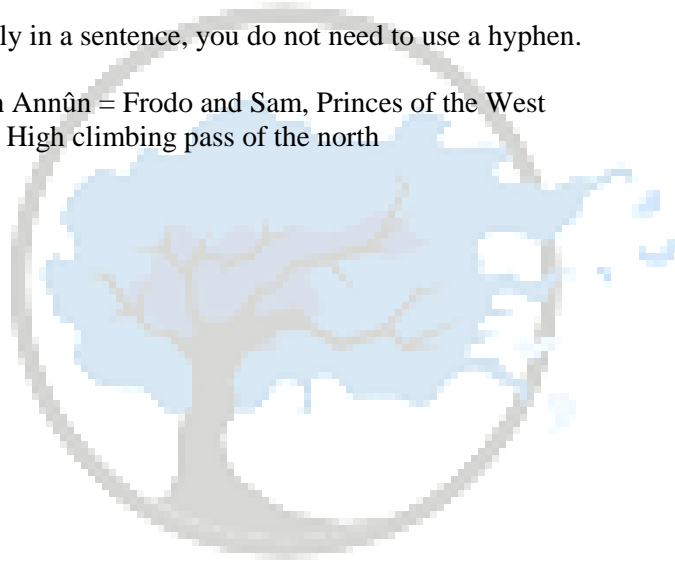 ly in a sentence, you do not need to use a hyphen.
Annûn = Frodo and Sam, Princes of the West
High climbing pass of the north